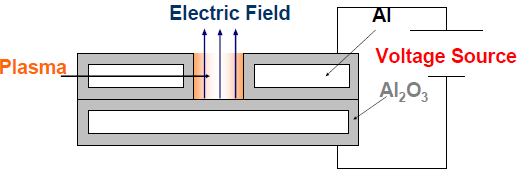 Electric Field
Al
Voltage Source
Plasma
Al₂O₃